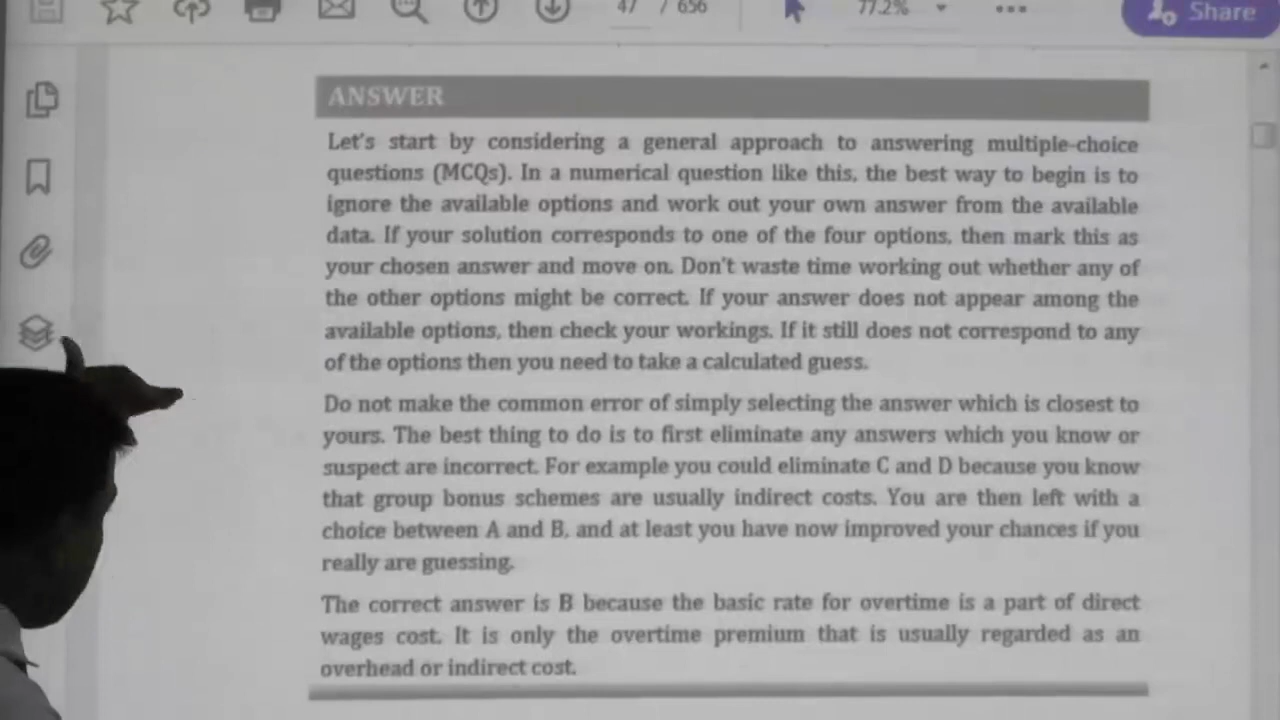 47 / 656
77.2%
Share
ANSWER
Let's start by considering a general approach to answering multiple-choice
questions (MCQs). In a numerical question like this, the best way to begin is to
ignore the available options and work out your own answer from the available
data. If your solution corresponds to one of the four options, then mark this as
your chosen answer and move on. Don't waste time working out whether any of
the other options might be correct. If your answer does not appear among the
available options, then check your workings. If it still does not correspond to any
of the options then you need to take a calculated guess.
Do not make the common error of simply selecting the answer which is closest to
yours. The best thing to do is to first eliminate any answers which you know or
suspect are incorrect. For example you could eliminate C and D because you know
that group bonus schemes are usually indirect costs. You are then left with a
choice between A and B, and at least you have now improved your chances if you
really are guessing.
The correct answer is B because the basic rate for overtime is a part of direct
wages cost. It is only the overtime premium that is usually regarded as an
overhead or indirect cost.